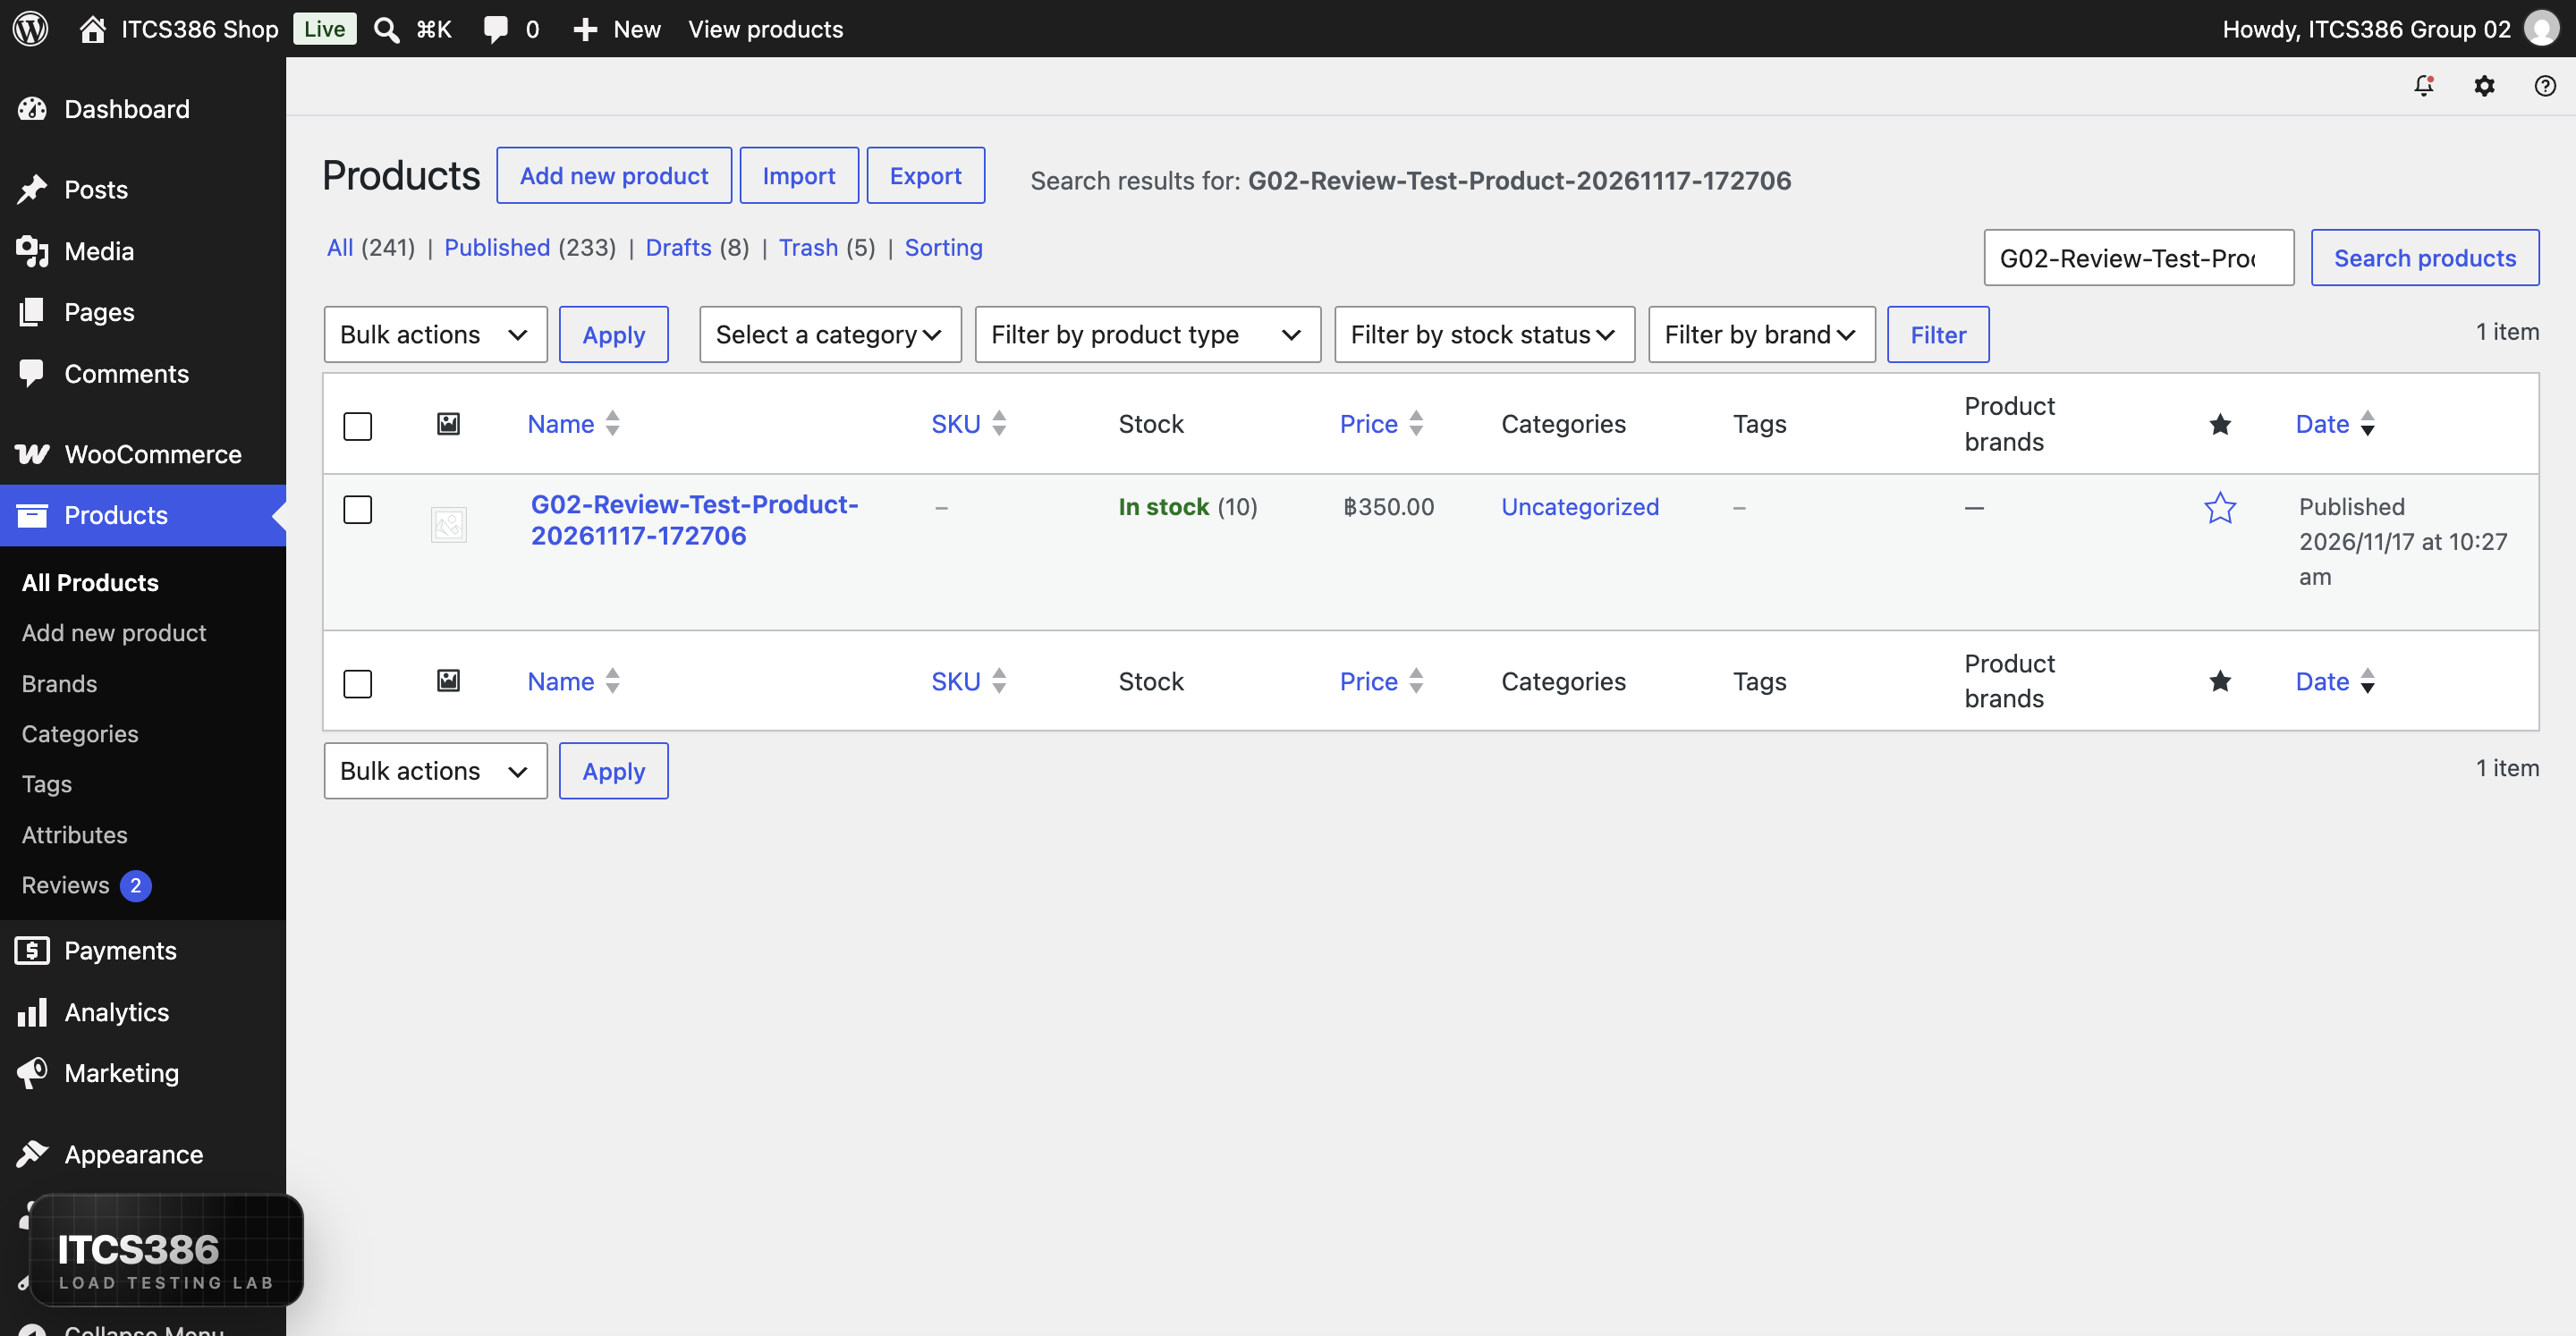 ITCS386 Shop Live ⌘K 0 New View products
Howdy, ITCS386 Group 02
Dashboard
Posts
Media
Pages
Comments
WooCommerce
Products
All Products
Add new product
Brands
Categories
Tags
Attributes
Reviews 2
Payments
Analytics
Marketing
Appearance
ITCS386
LOAD TESTING LAB
Collapse Menu
Products Add new product Import Export Search results for: G02-Review-Test-Product-20261117-172706
All (241) | Published (233) | Drafts (8) | Trash (5) | Sorting
G02-Review-Test-Proc Search products
Bulk actions Apply Select a category Filter by product type Filter by stock status Filter by brand Filter 1 item
Name SKU Stock Price Categories Tags Product brands Date
G02-Review-Test-Product-
20261117-172706
– In stock (10) ฿350.00 Uncategorized – — Published
2026/11/17 at 10:27
am
Name SKU Stock Price Categories Tags Product brands Date
Bulk actions Apply 1 item